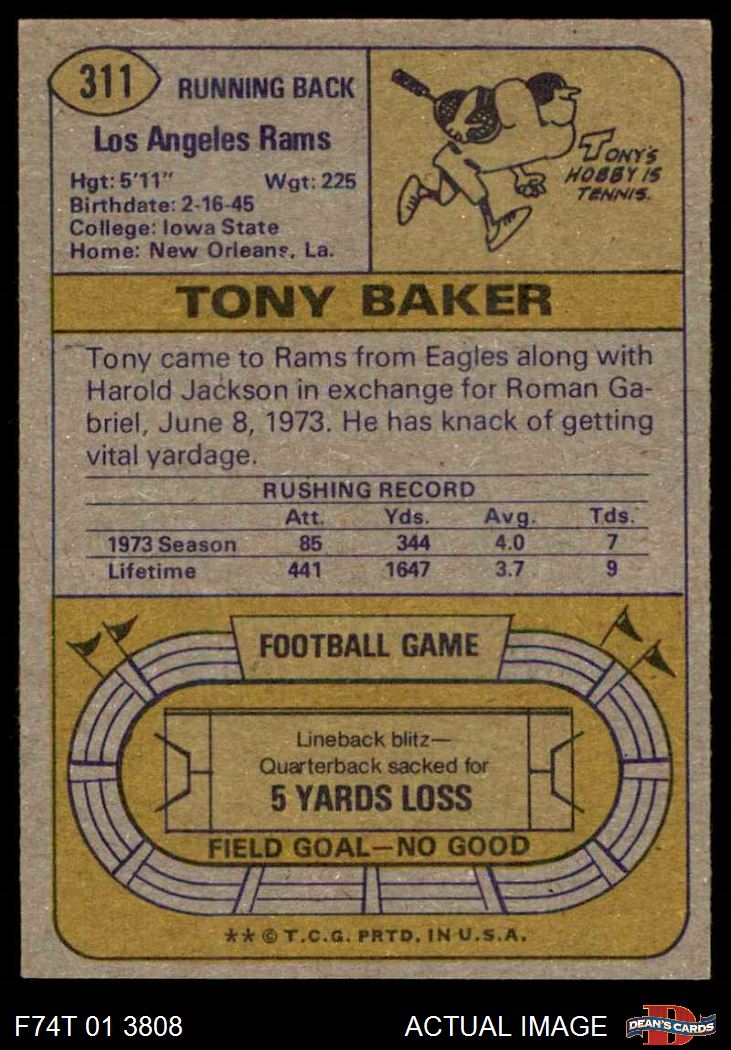 311
RUNNING BACK
Los Angeles Rams
Hgt: 5'11" Wgt: 225
Birthdate: 2-16-45
College: Iowa State
Home: New Orleans, La.
TONY'S
HOBBY IS
TENNIS.
TONY BAKER
Tony came to Rams from Eagles along with
Harold Jackson in exchange for Roman Ga-
briel, June 8, 1973. He has knack of getting
vital yardage.
RUSHING RECORD
Att. Yds. Avg. Tds.
1973 Season 85 344 4.0 7
Lifetime 441 1647 3.7 9
FOOTBALL GAME
Lineback blitz—
Quarterback sacked for
5 YARDS LOSS
FIELD GOAL—NO GOOD
** © T.C.G. PRTD. IN U.S.A.
F74T 01 3808
ACTUAL IMAGE
DEAN'S CARDS